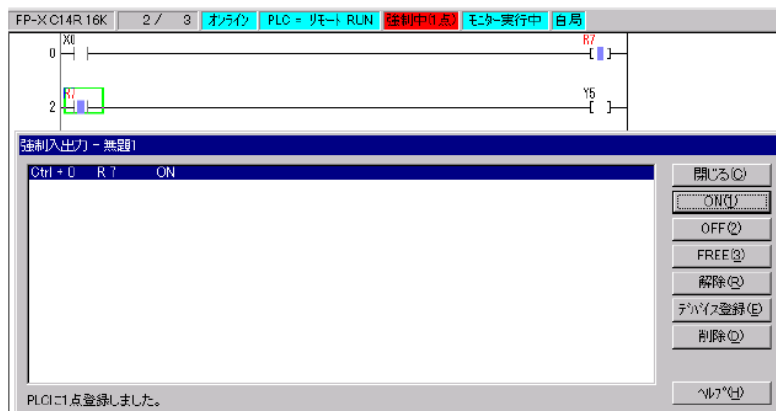 FP-X C14R 16K 2 / 3 オンライン PLC = リモート RUN 強制中(1点) モニター実行中 自局
X0 R7
0
R7 Y5
2
強制入出力 - 無題1
Ctrl + 0 R 7 ON
閉じる(C)
ON(1)
OFF(2)
FREE(3)
解除(R)
デバイス登録(E)
削除(D)
ヘルプ(H)
PLCに1点登録しました。